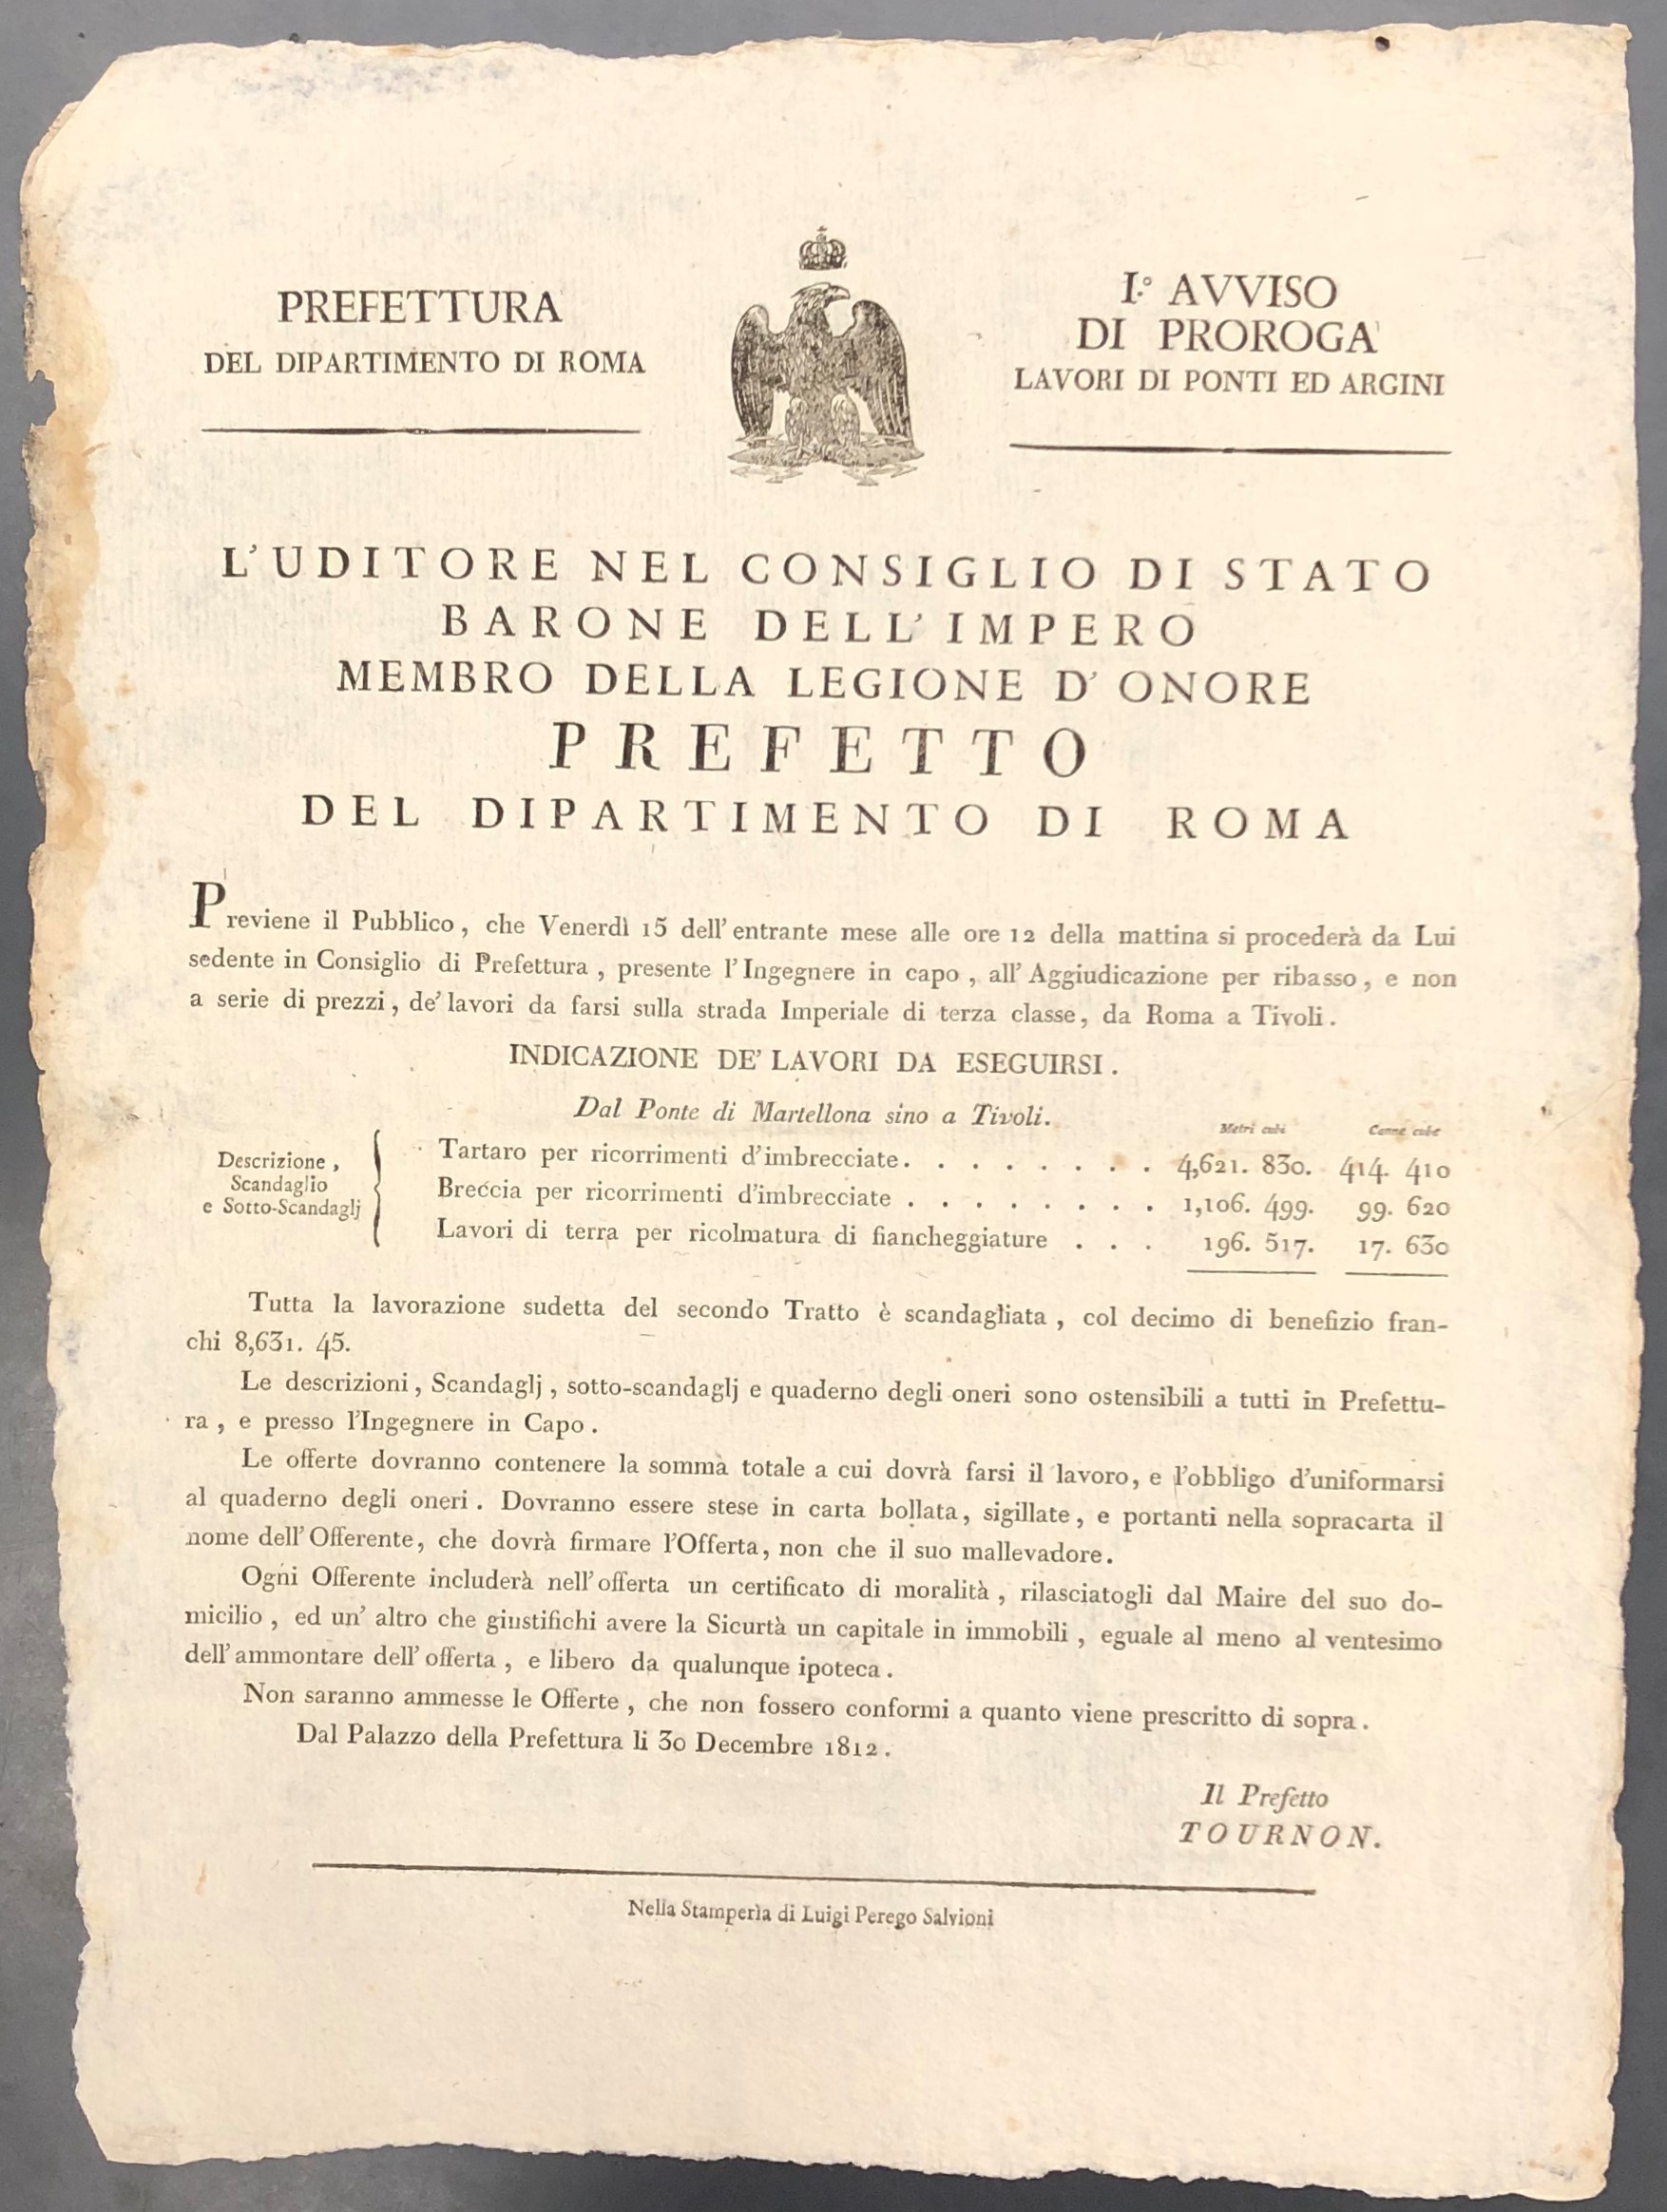 PREFETTURA
DEL DIPARTIMENTO DI ROMA
I.° AVVISO
DI PROROGA
LAVORI DI PONTI ED ARGINI
L'UDITORE NEL CONSIGLIO DI STATO
BARONE DELL'IMPERO
MEMBRO DELLA LEGIONE D'ONORE
PREFETTO
DEL DIPARTIMENTO DI ROMA
Previene il Pubblico, che Venerdì 15 dell'entrante mese alle ore 12 della mattina si procederà da Lui
sedente in Consiglio di Prefettura, presente l'Ingegnere in capo, all'Aggiudicazione per ribasso, e non
a serie di prezzi, de' lavori da farsi sulla strada Imperiale di terza classe, da Roma a Tivoli.
INDICAZIONE DE' LAVORI DA ESEGUIRSI.
Dal Ponte di Martellona sino a Tivoli.
Metri cubi Canne cube
Descrizione,
Scandaglio
e Sotto-Scandaglj
Tartaro per ricorrimenti d'imbrecciate. . . . . . . . 4,621. 830. 414. 410
Breccia per ricorrimenti d'imbrecciate . . . . . . . . 1,106. 499. 99. 620
Lavori di terra per ricolmatura di fiancheggiature . . . 196. 517. 17. 630
Tutta la lavorazione sudetta del secondo Tratto è scandagliata, col decimo di benefizio fran-
chi 8,631. 45.
Le descrizioni, Scandaglj, sotto-scandaglj e quaderno degli oneri sono ostensibili a tutti in Prefettu-
ra, e presso l'Ingegnere in Capo.
Le offerte dovranno contenere la somma totale a cui dovrà farsi il lavoro, e l'obbligo d'uniformarsi
al quaderno degli oneri. Dovranno essere stese in carta bollata, sigillate, e portanti nella sopracarta il
nome dell'Offerente, che dovrà firmare l'Offerta, non che il suo mallevadore.
Ogni Offerente includerà nell'offerta un certificato di moralità, rilasciatogli dal Maire del suo do-
micilio, ed un' altro che giustifichi avere la Sicurtà un capitale in immobili, eguale al meno al ventesimo
dell'ammontare dell'offerta, e libero da qualunque ipoteca.
Non saranno ammesse le Offerte, che non fossero conformi a quanto viene prescritto di sopra.
Dal Palazzo della Prefettura li 30 Decembre 1812.
Il Prefetto
TOURNON.
Nella Stamperìa di Luigi Perego Salvioni